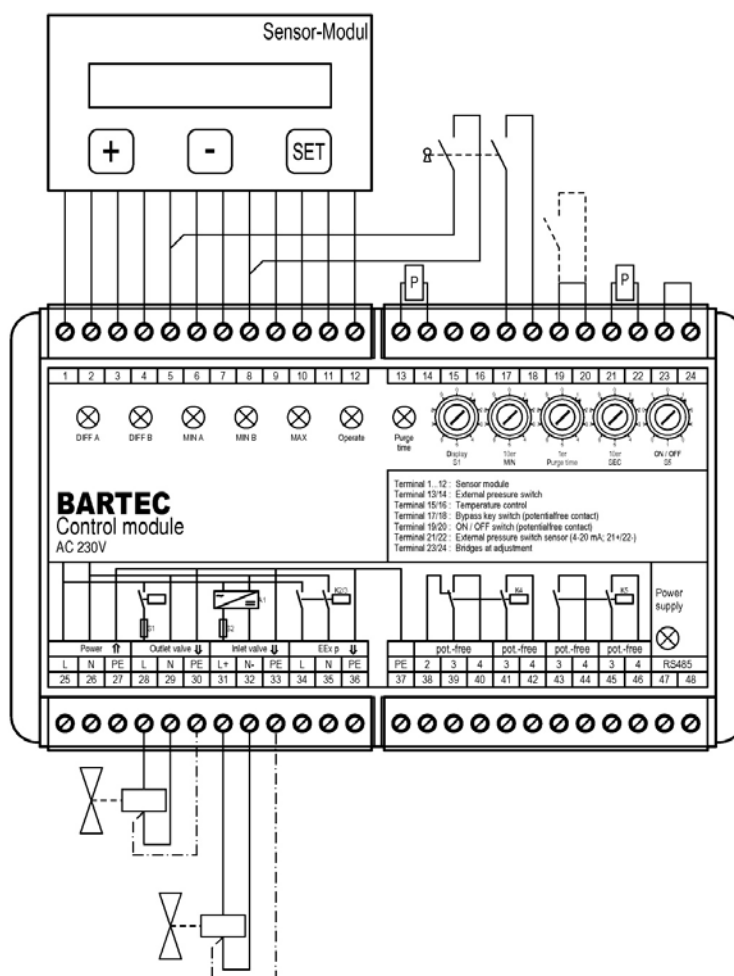 Sensor-Modul
+ - SET
P P
1 2 3 4 5 6 7 8 9 10 11 12 13 14 15 16 17 18 19 20 21 22 23 24
DIFF A DIFF B MIN A MIN B MAX Operate Purge time
Display S1 10er MIN 1er Purge time 10er SEC ON / OFF S5
BARTEC
Control module
AC 230V
Terminal 1...12 : Sensor module
Terminal 13/14 : External preesure switch
Terminal 15/16 : Temperature control
Terminal 17/18 : Bypass key switch (potentialfree contact)
Terminal 19/20 : ON / OFF switch (potentialfree contact)
Terminal 21/22 : External pressure switch sensor (4-20 mA; 21+/22-)
Terminal 23/24 : Bridges at adjustment
K2/3 K4 K5
Power supply
Power Outlet valve Inlet valve EEx p pot.-free pot.-free pot.-free pot.-free
L N PE L N PE L+ N- PE L N PE PE 2 3 4 3 4 3 4 3 4 RS485
25 26 27 28 29 30 31 32 33 34 35 36 37 38 39 40 41 42 43 44 45 46 47 48